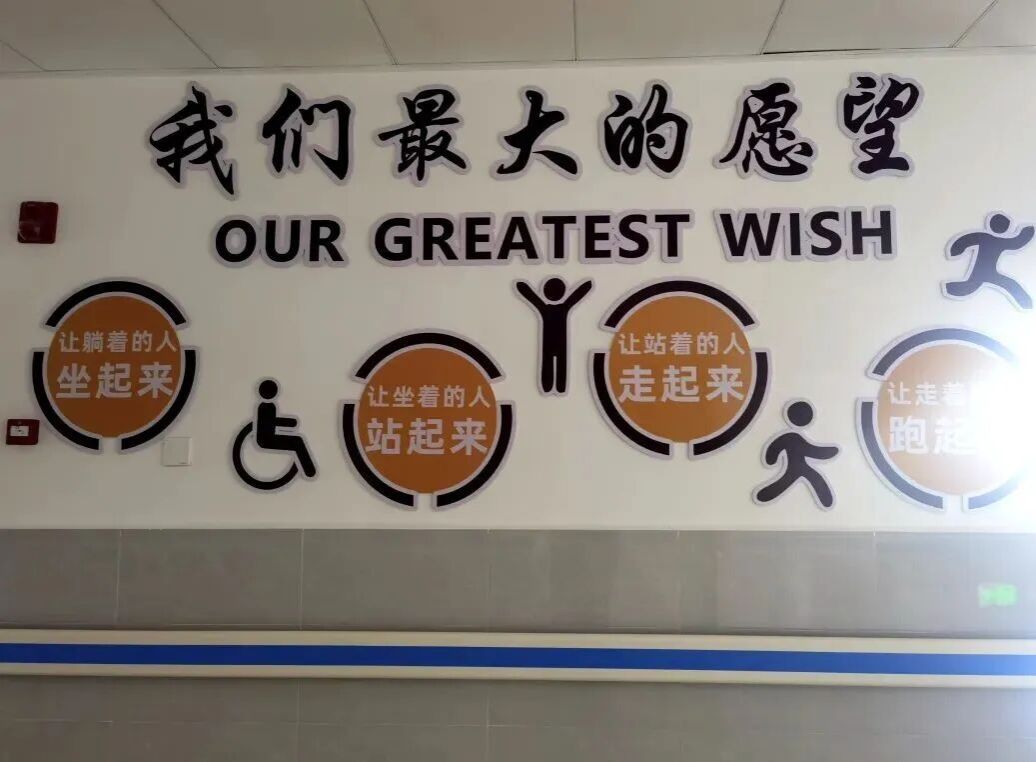 我们最大的愿望
OUR GREATEST WISH
让躺着的人
坐起来
让坐着的人
站起来
让站着的人
走起来
让走着
跑起